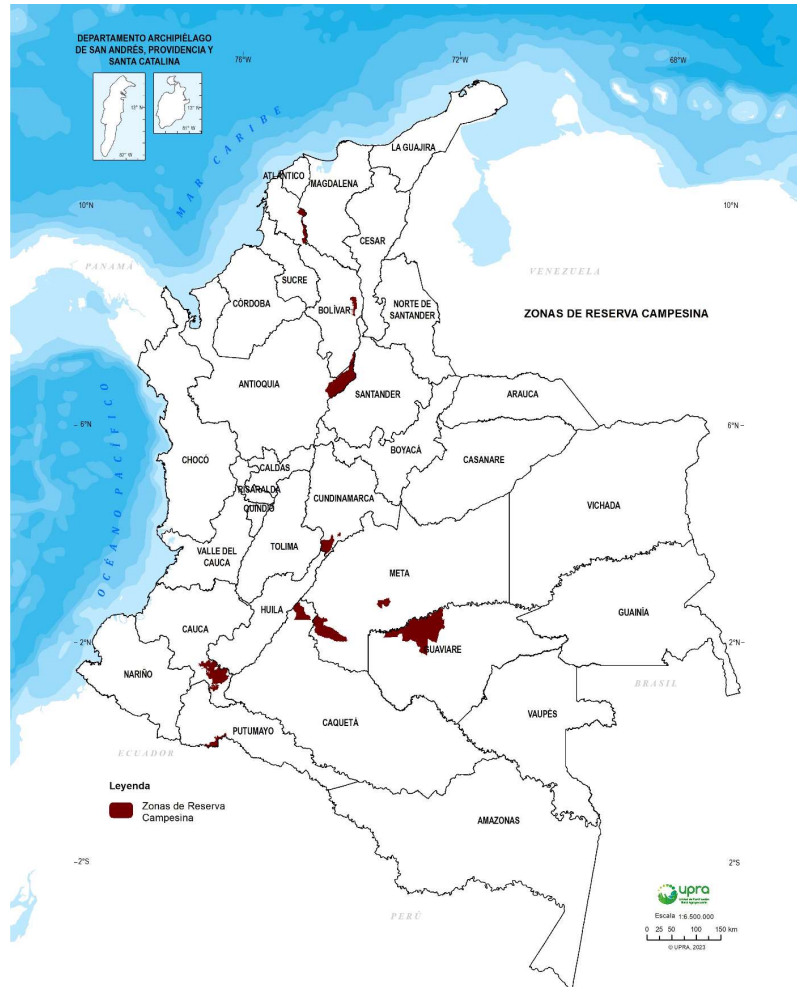 DEPARTAMENTO ARCHIPIÉLAGO
DE SAN ANDRÉS, PROVIDENCIA Y
SANTA CATALINA
76°W
72°W
68°W
13°
13°
MAR CARIBE
LA GUAJIRA
ATLÁNTICO
MAGDALENA
10°N
10°N
CESAR
PANAMÁ
VENEZUELA
SUCRE
CÓRDOBA
BOLÍVAR
NORTE DE
SANTANDER
ZONAS DE RESERVA CAMPESINA
ANTIOQUIA
SANTANDER
ARAUCA
OCÉANO PACÍFICO
6°N
6°N
BOYACÁ
CHOCÓ
CALDAS
CASANARE
RISARALDA
CUNDINAMARCA
QUINDÍO
VICHADA
TOLIMA
VALLE DEL
CAUCA
META
HUILA
GUAINÍA
CAUCA
2°N
2°N
GUAVIARE
NARIÑO
BRASIL
VAUPÉS
CAQUETÁ
PUTUMAYO
ECUADOR
Leyenda
Zonas de Reserva
Campesina
AMAZONAS
2°S
2°S
upra
PERÚ
Escala 1:6.500.000
0 25 50 100 150 km
© UPRA, 2023